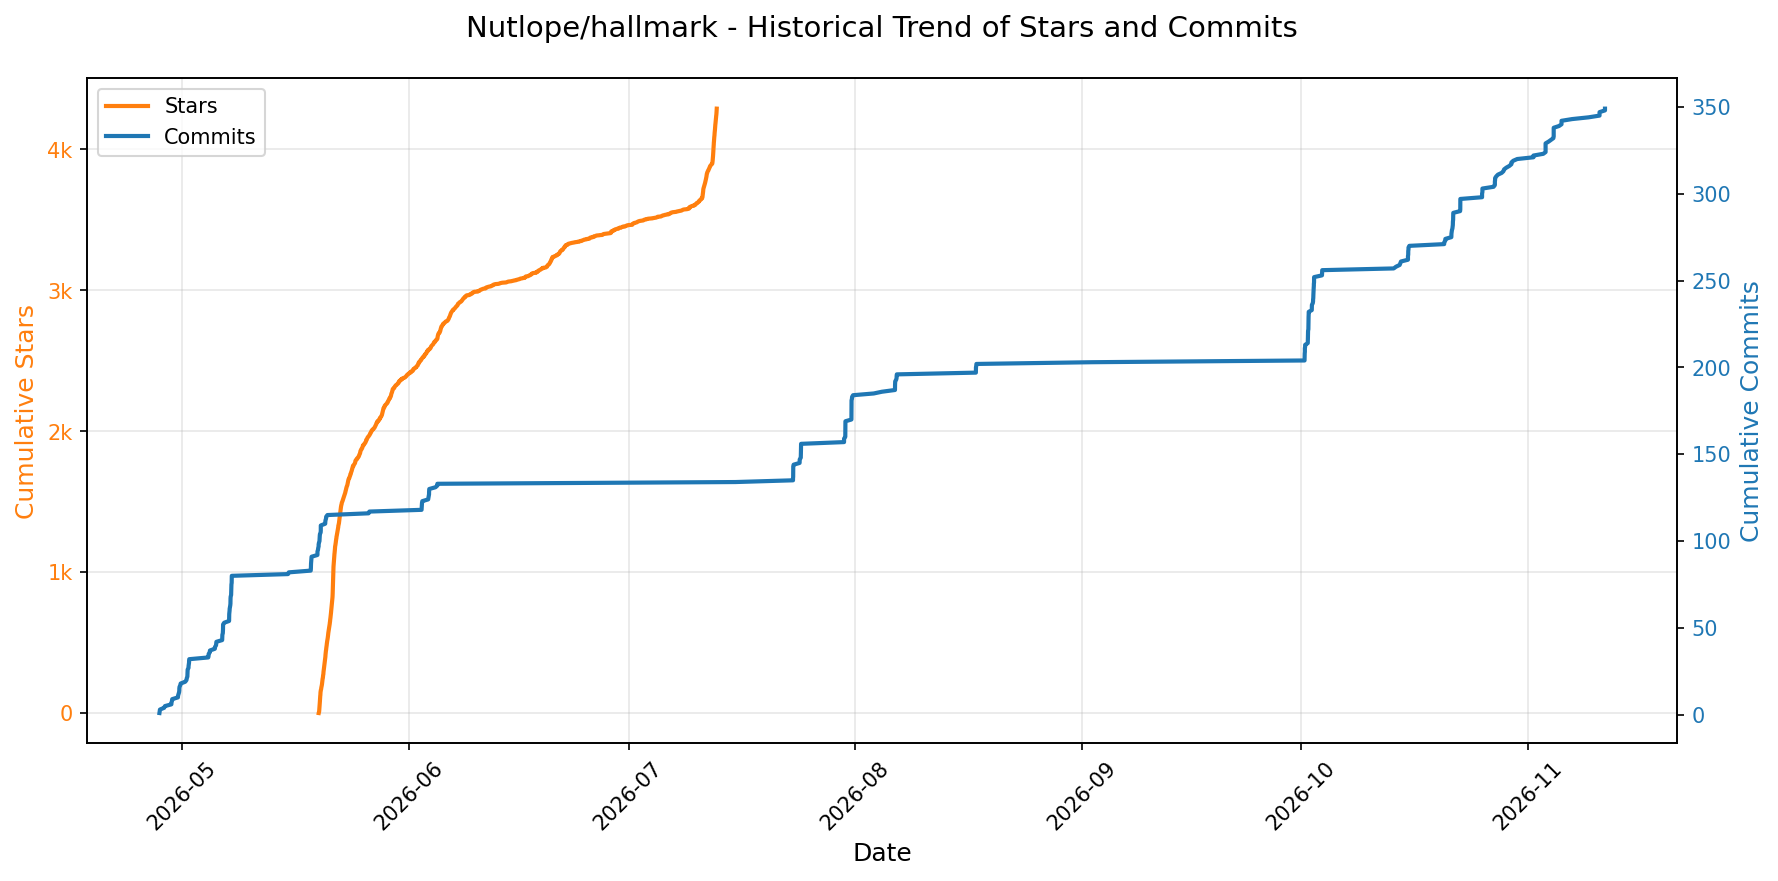 Nutlope/hallmark - Historical Trend of Stars and Commits
Stars
Commits
4k
3k
2k
1k
0
Cumulative Stars
350
300
250
200
150
100
50
0
Cumulative Commits
2026-05
2026-06
2026-07
2026-08
2026-09
2026-10
2026-11
Date